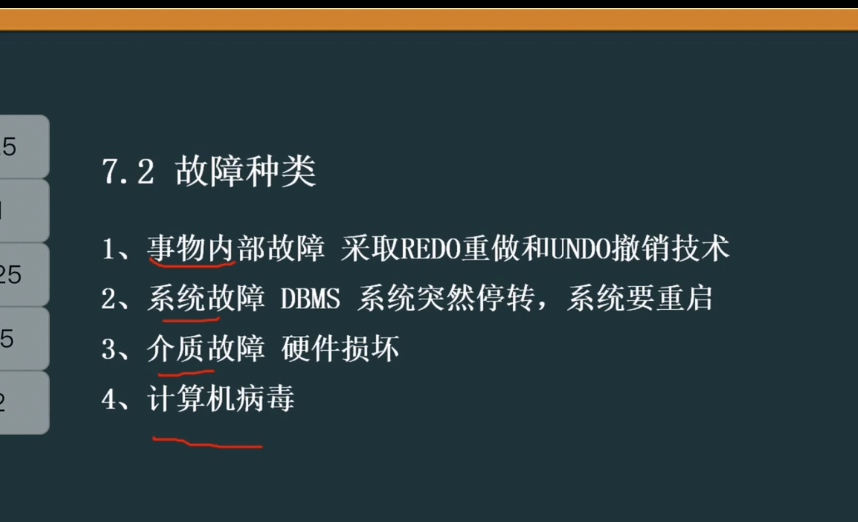 5
25
5
2
7.2 故障种类
1、事物内部故障 采取REDO重做和UNDO撤销技术
2、系统故障 DBMS 系统突然停转，系统要重启
3、介质故障 硬件损坏
4、计算机病毒